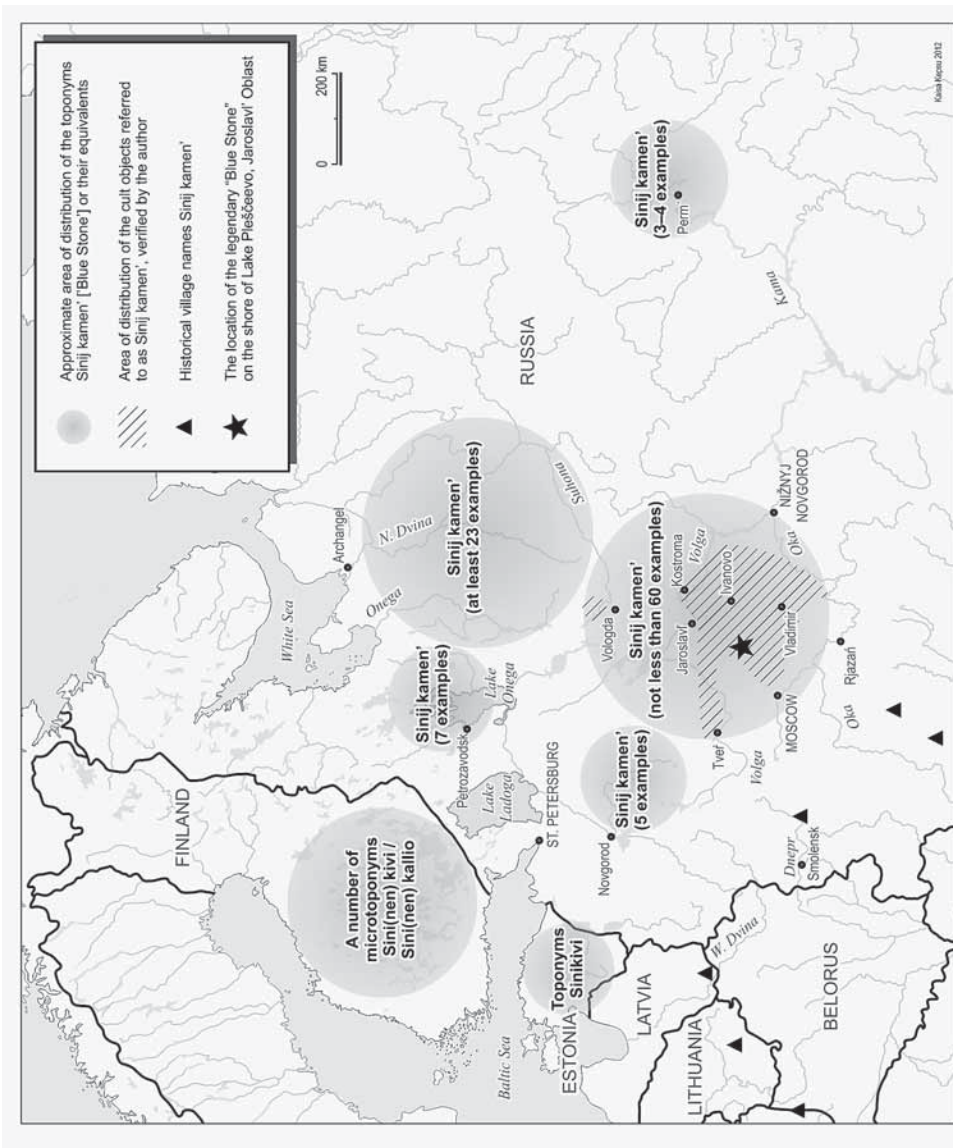 Approximate area of distribution of the toponyms
Sinij kamen’ [‘Blue Stone’] or their equivalents
Area of distribution of the cult objects referred
to as Sinij kamen’, verified by the author
Historical village names Sinij kamen’
The location of the legendary “Blue Stone”
on the shore of Lake Pleščeevo, Jaroslavl’ Oblast
0
200 km
FINLAND
White Sea
Archangel
N. Dvina
Onega
A number of
microtoponyms
Sini(nen) kivi /
Sini(nen) kallio
Sinij kamen’
(7 examples)
Petrozavodsk
Lake
Onega
Lake
Ladoga
Sinij kamen’
(at least 23 examples)
Suhona
RUSSIA
Sinij kamen’
(3–4 examples)
Perm
Kama
Baltic Sea
ST. PETERSBURG
Toponyms
Sinikivi
ESTONIA
Novgorod
Sinij kamen’
(5 examples)
Vologda
Sinij kamen’
(not less than 60 examples)
Kostroma
Volga
Jaroslavl’
Ivanovo
Vladimir
Oka
NIŽNYJ
NOVGOROD
Tver’
Volga
MOSCOW
Oka
Rjazań
LATVIA
LITHUANIA
W. Dvina
BELORUS
Dnepr
Smolensk
Kaisa Kepsu 2012